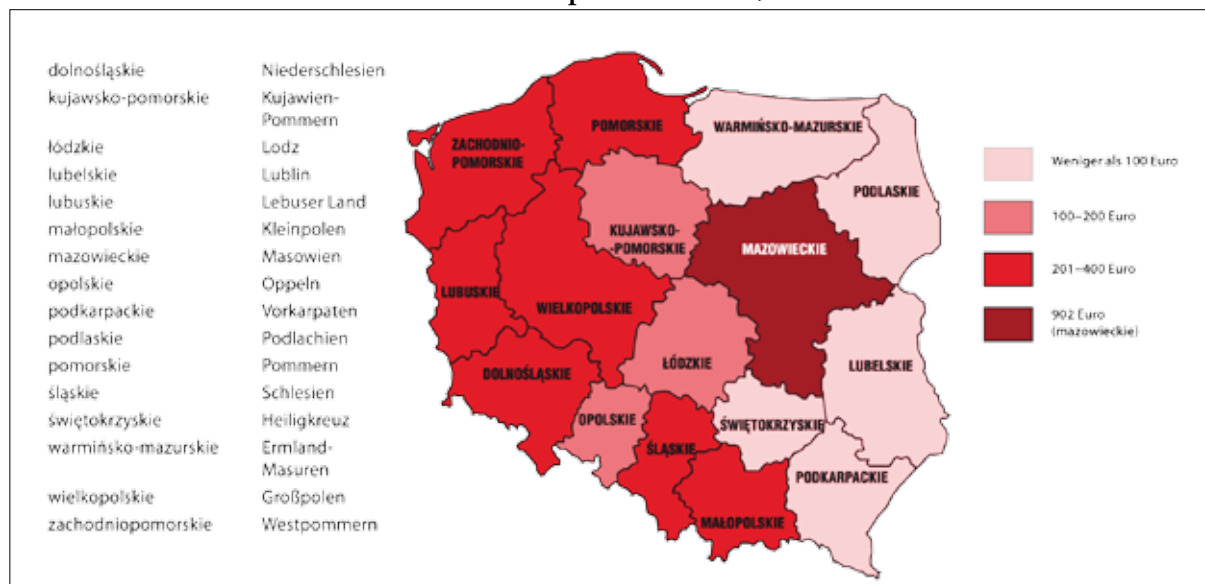 dolnośląskie Niederschlesien
kujawsko-pomorskie Kujawien-
Pommern
łódzkie Lodz
lubelskie Lublin
lubuskie Lebuser Land
małopolskie Kleinpolen
mazowieckie Masowien
opolskie Oppeln
podkarpackie Vorkarpaten
podlaskie Podlachien
pomorskie Pommern
śląskie Schlesien
świętokrzyskie Heiligkreuz
warmińsko-mazurskie Ermland-
Masuren
wielkopolskie Großpolen
zachodniopomorskie Westpommern
POMORSKIE
WARMIŃSKO-MAZURSKIE
ZACHODNIO-
POMORSKIE
PODLASKIE
KUJAWSKO-
-POMORSKIE
MAZOWIECKIE
LUBUSKIE
WIELKOPOLSKIE
ŁÓDZKIE
LUBELSKIE
DOLNOŚLĄSKIE
OPOLSKIE
ŚWIĘTOKRZYSKIE
ŚLĄSKIE
PODKARPACKIE
MAŁOPOLSKIE
Weniger als 100 Euro
100–200 Euro
201–400 Euro
902 Euro
(mazowieckie)